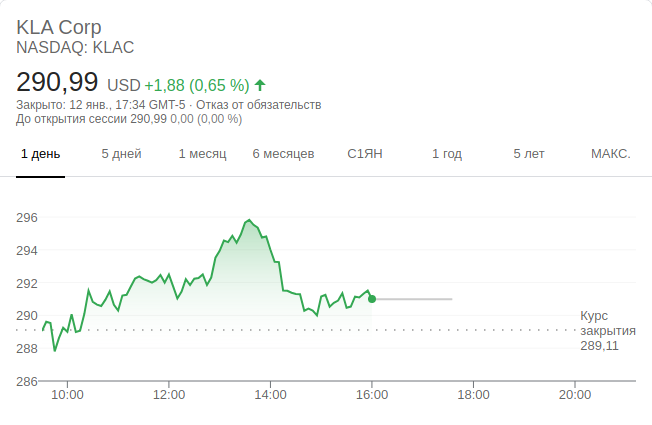 KLA Corp
NASDAQ: KLAC
290,99 USD +1,88 (0,65 %)
Закрыто: 12 янв., 17:34 GMT-5 · Отказ от обязательств
До открытия сессии 290,99 0,00 (0,00 %)
1 день 5 дней 1 месяц 6 месяцев С1ЯН 1 год 5 лет МАКС.
296
294
292
290
288
286
Курс
закрытия
289,11
10:00 12:00 14:00 16:00 18:00 20:00